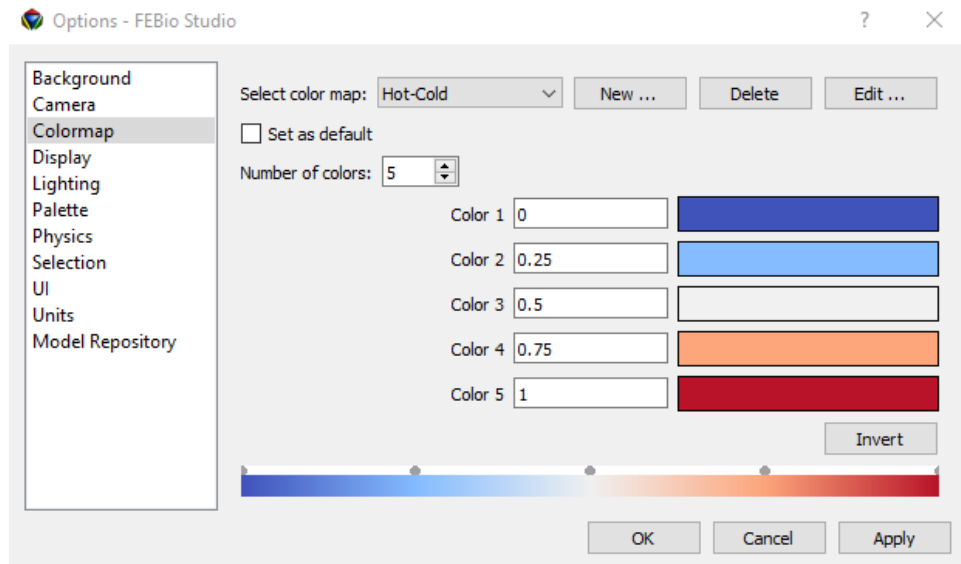 Options - FEBio Studio
Background
Camera
Colormap
Display
Lighting
Palette
Physics
Selection
UI
Units
Model Repository
Select color map: Hot-Cold New ... Delete Edit ...
Set as default
Number of colors: 5
Color 1 0
Color 2 0.25
Color 3 0.5
Color 4 0.75
Color 5 1
Invert
OK Cancel Apply